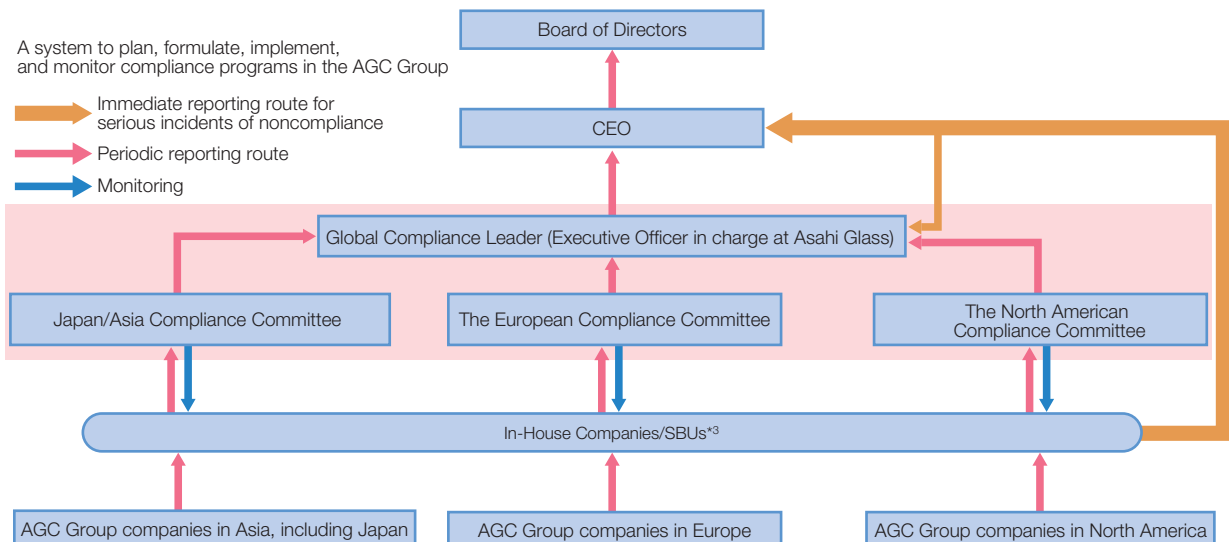 Board of Directors
A system to plan, formulate, implement,
and monitor compliance programs in the AGC Group
Immediate reporting route for
serious incidents of noncompliance
CEO
Periodic reporting route
Monitoring
Global Compliance Leader (Executive Officer in charge at Asahi Glass)
Japan/Asia Compliance Committee
The European Compliance Committee
The North American
Compliance Committee
In-House Companies/SBUs*3
AGC Group companies in Asia, including Japan
AGC Group companies in Europe
AGC Group companies in North America